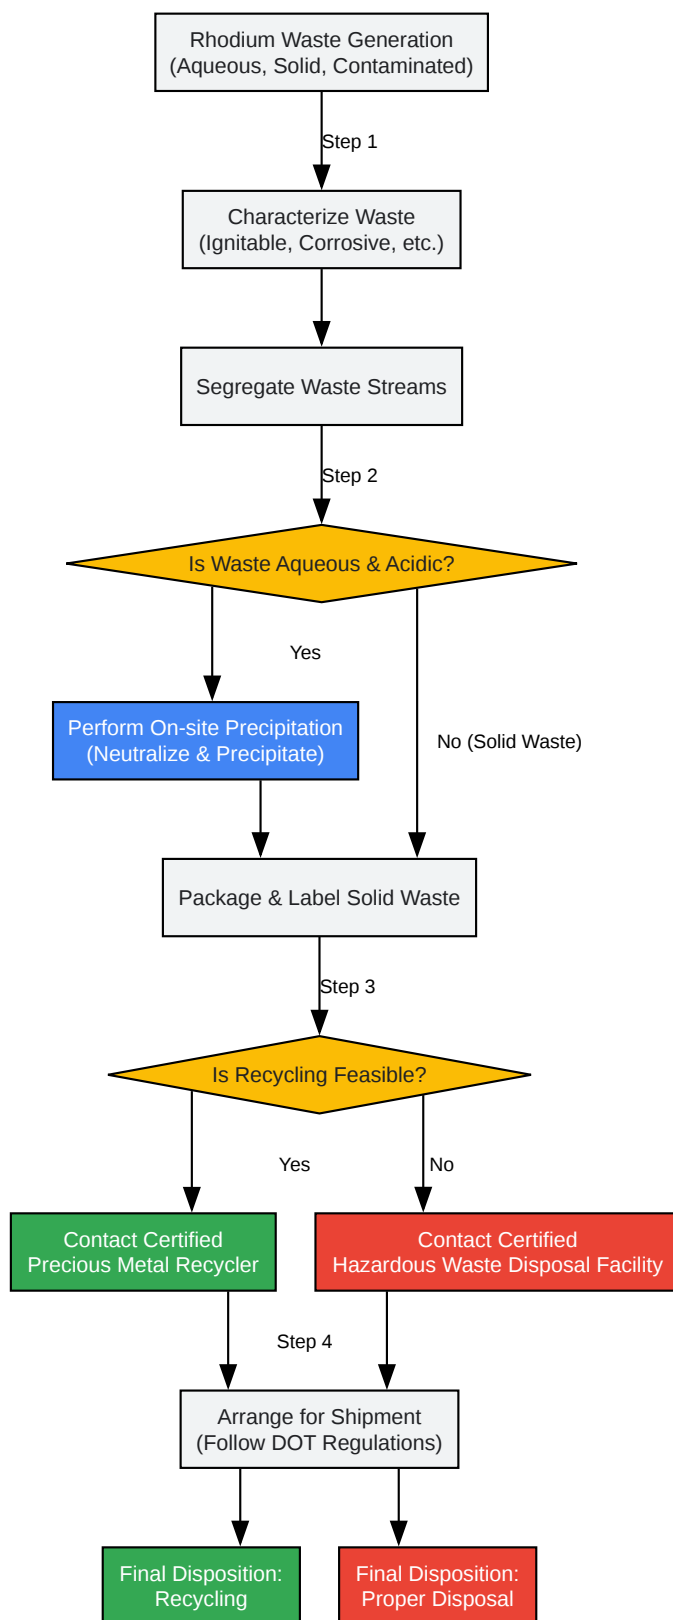 Rhodium Waste Generation
(Aqueous, Solid, Contaminated)
Step 1
Characterize Waste
(Ignitable, Corrosive, etc.)
Segregate Waste Streams
Step 2
Is Waste Aqueous & Acidic?
Yes
Perform On-site Precipitation
(Neutralize & Precipitate)
No (Solid Waste)
Package & Label Solid Waste
Step 3
Is Recycling Feasible?
Yes
No
Contact Certified
Precious Metal Recycler
Contact Certified
Hazardous Waste Disposal Facility
Step 4
Arrange for Shipment
(Follow DOT Regulations)
Final Disposition:
Recycling
Final Disposition:
Proper Disposal